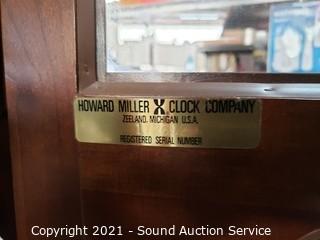 HOWARD MILLER CLOCK COMPANY
ZEELAND, MICHIGAN U.S.A.
REGISTERED SERIAL NUMBER
Copyright 2021 - Sound Auction Service